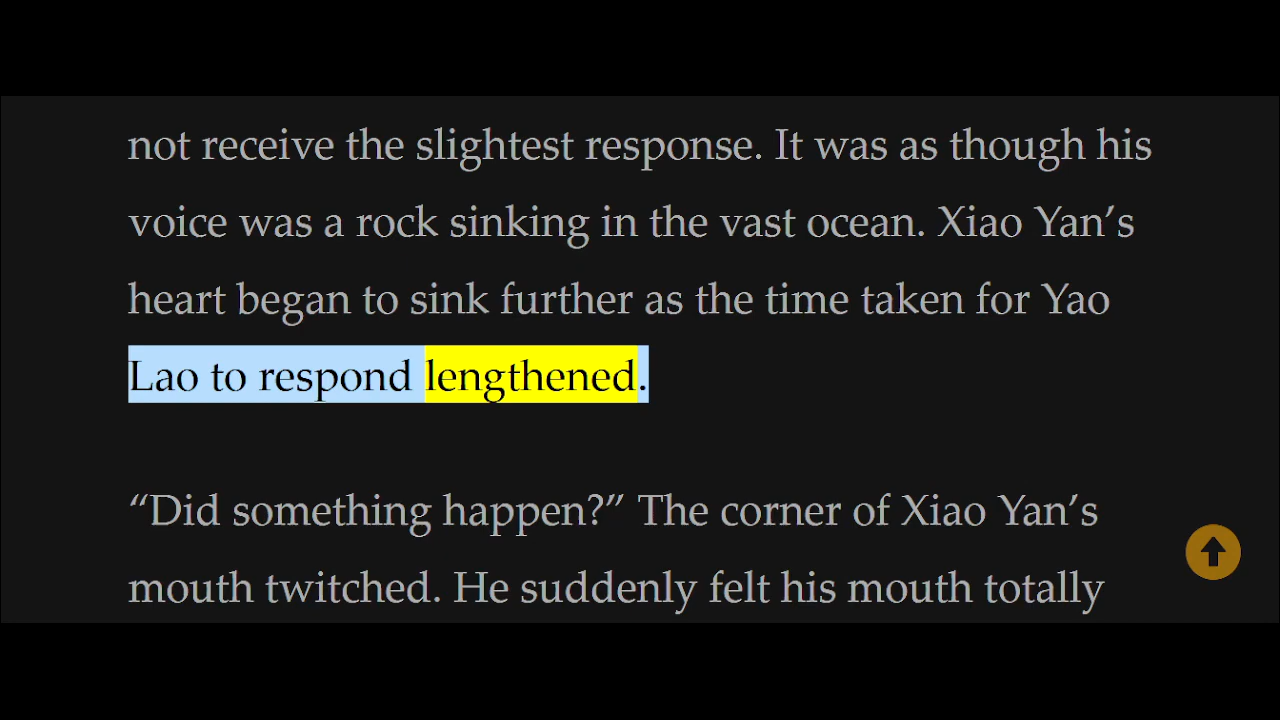 not receive the slightest response. It was as though his
voice was a rock sinking in the vast ocean. Xiao Yan’s
heart began to sink further as the time taken for Yao
Lao to respond lengthened.
“Did something happen?” The corner of Xiao Yan’s
mouth twitched. He suddenly felt his mouth totally